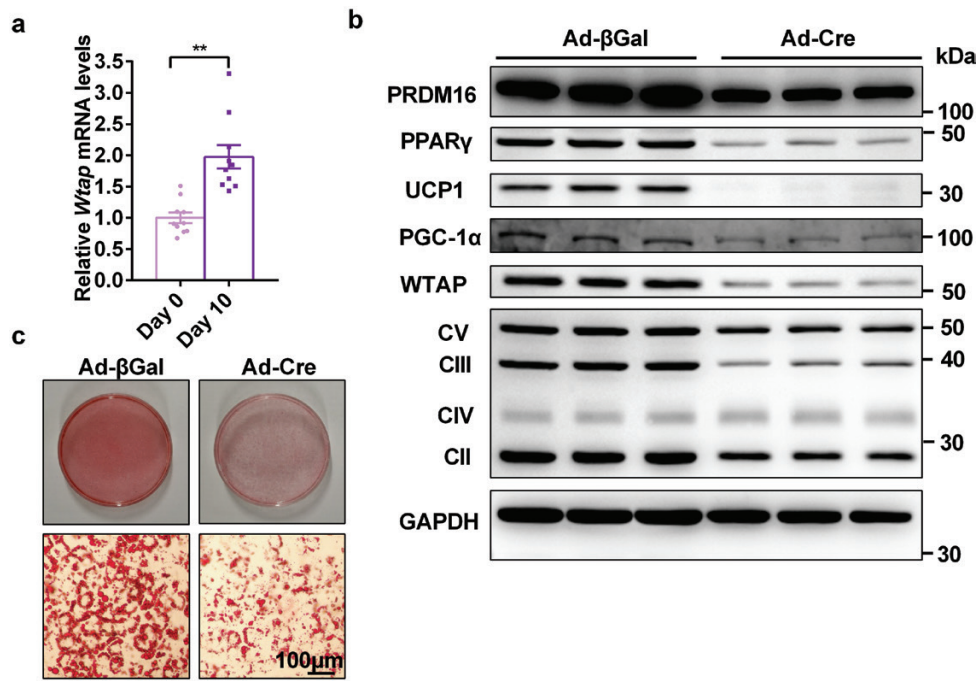 a
**
Relative Wtap mRNA levels
3.5
3.0
2.5
2.0
1.5
1.0
0.5
0.0
Day 0
Day 10
b
Ad-βGal
Ad-Cre
kDa
PRDM16
100
PPARγ
50
UCP1
30
PGC-1α
100
WTAP
50
CV
50
CIII
40
CIV
30
CII
GAPDH
30
c
Ad-βGal
Ad-Cre
100μm